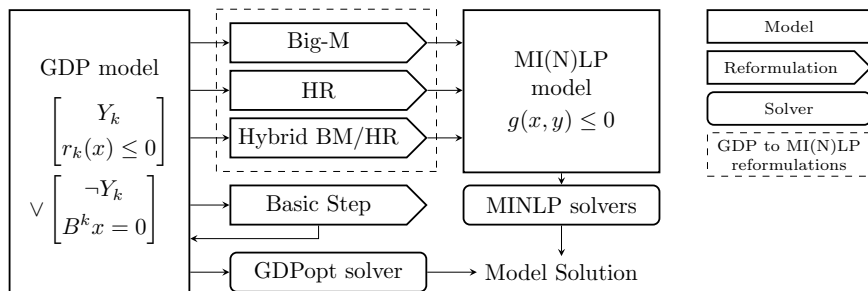 GDP model
[Y_k
r_k(x) ≤ 0]
∨ [¬Y_k
B^k x = 0]
Big-M
HR
Hybrid BM/HR
Basic Step
GDPopt solver
MI(N)LP
model
g(x, y) ≤ 0
MINLP solvers
Model Solution
Model
Reformulation
Solver
GDP to MI(N)LP
reformulations